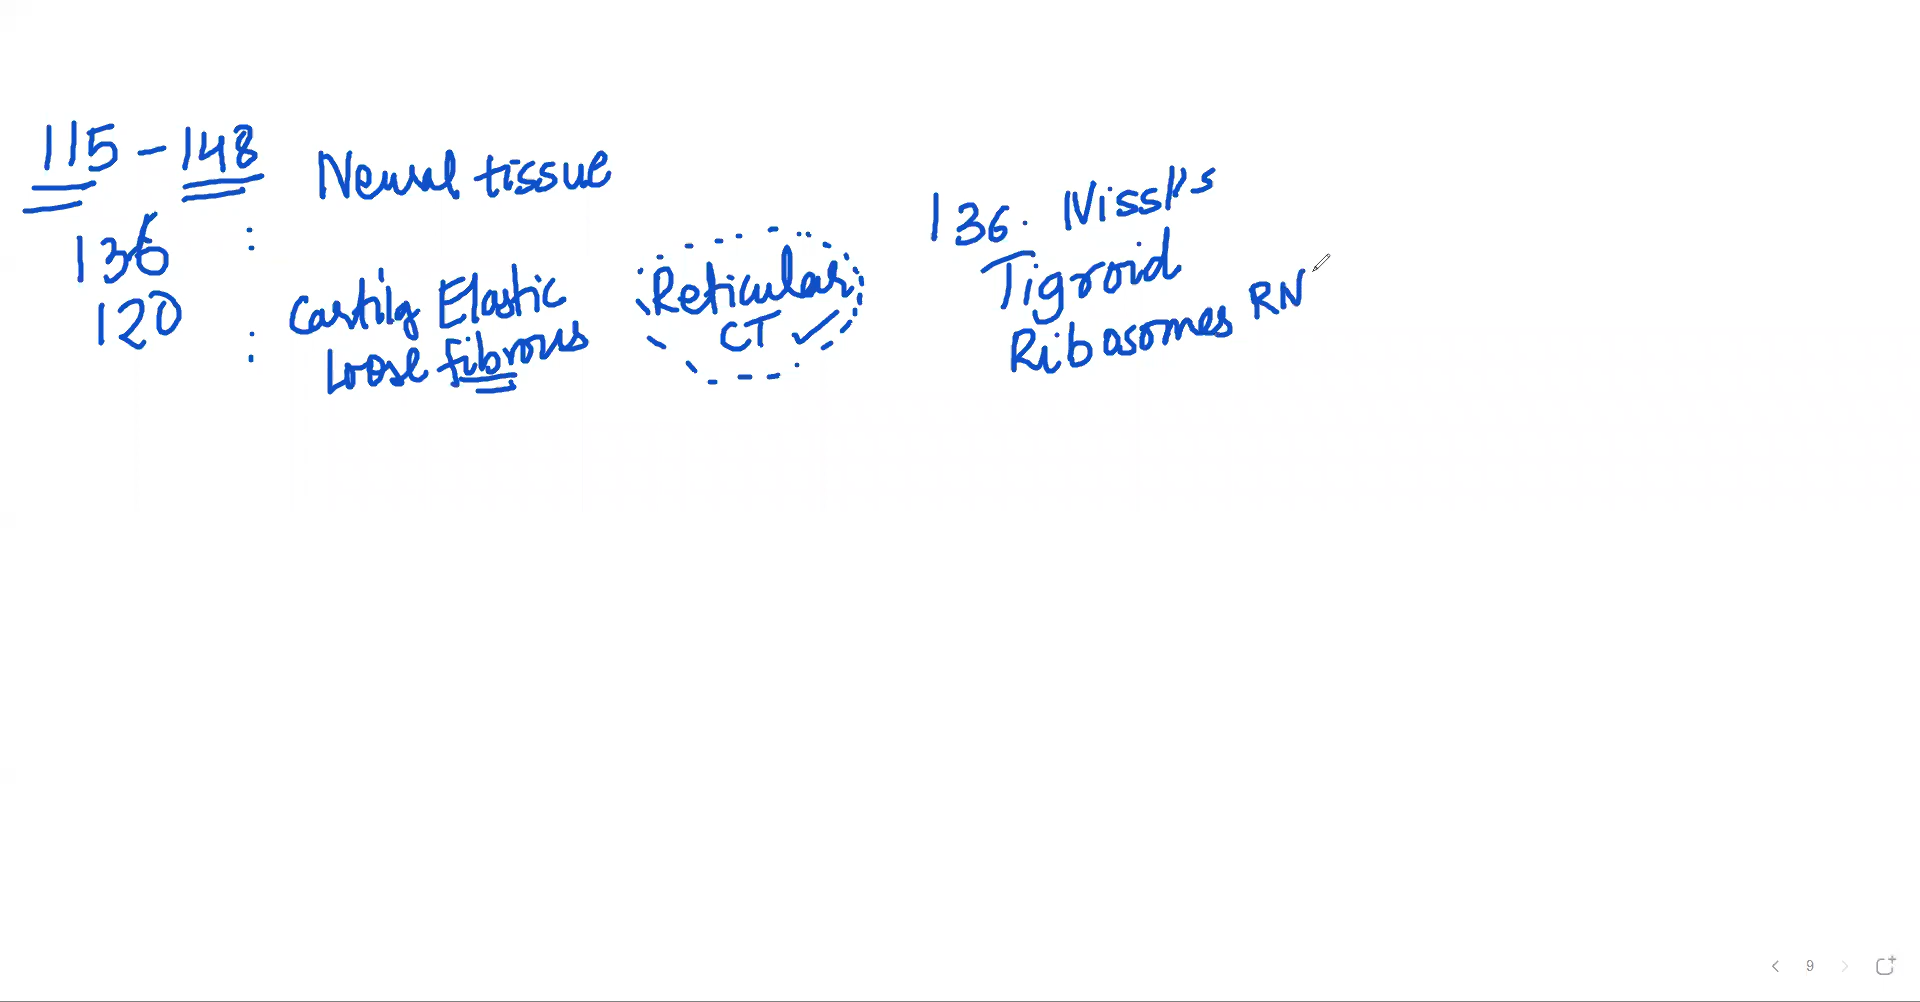 115 - 148 Neural tissue
136 :
120 : Cartilg Elastic
Loose fibrous
Reticular
CT ✓
136. Nissl's
Tigroid
Ribosomes RN
9